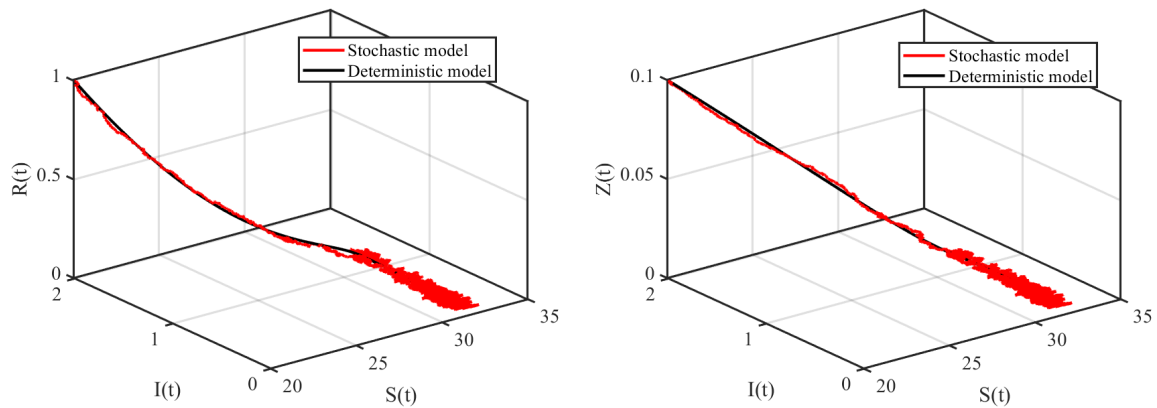 Stochastic model
Deterministic model
1
0.5
0
R(t)
2
1
0
I(t)
20
25
30
35
S(t)
Stochastic model
Deterministic model
0.1
0.05
0
Z(t)
2
1
0
I(t)
20
25
30
35
S(t)